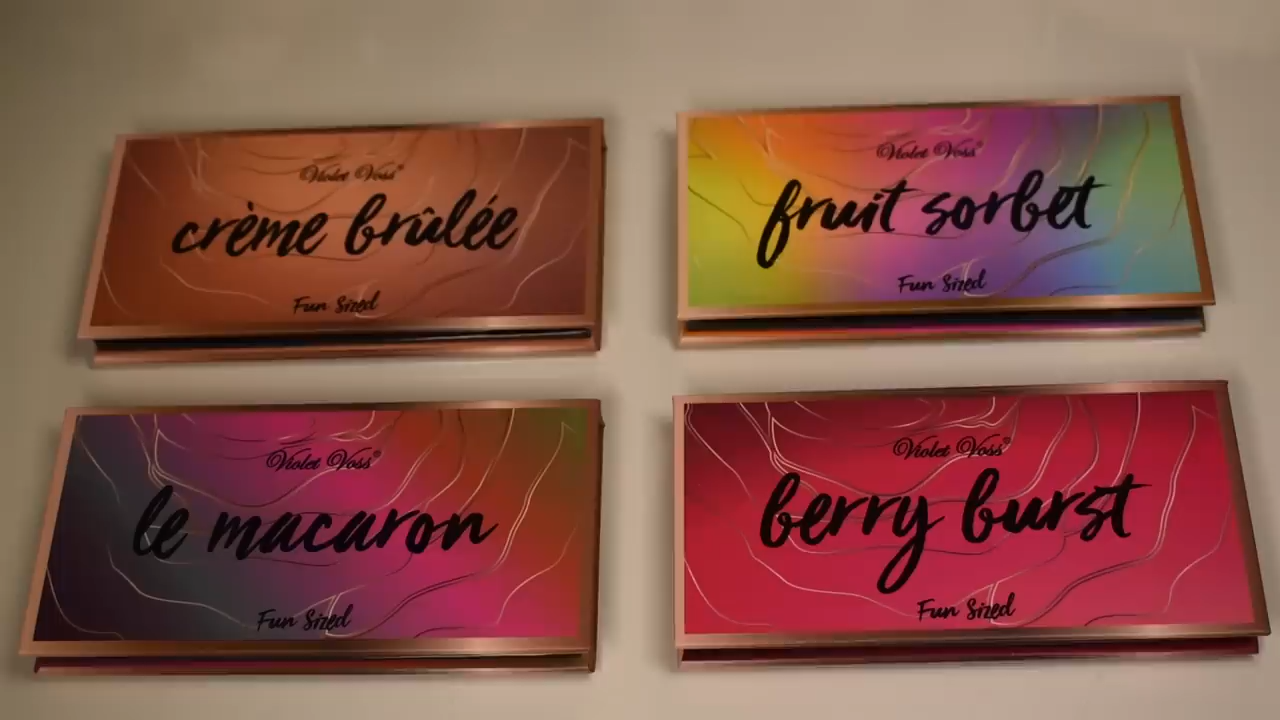 Violet Voss®
crème brûlée
Fun Sized
Violet Voss®
fruit sorbet
Fun Sized
Violet Voss®
le macaron
Fun Sized
Violet Voss®
berry burst
Fun Sized